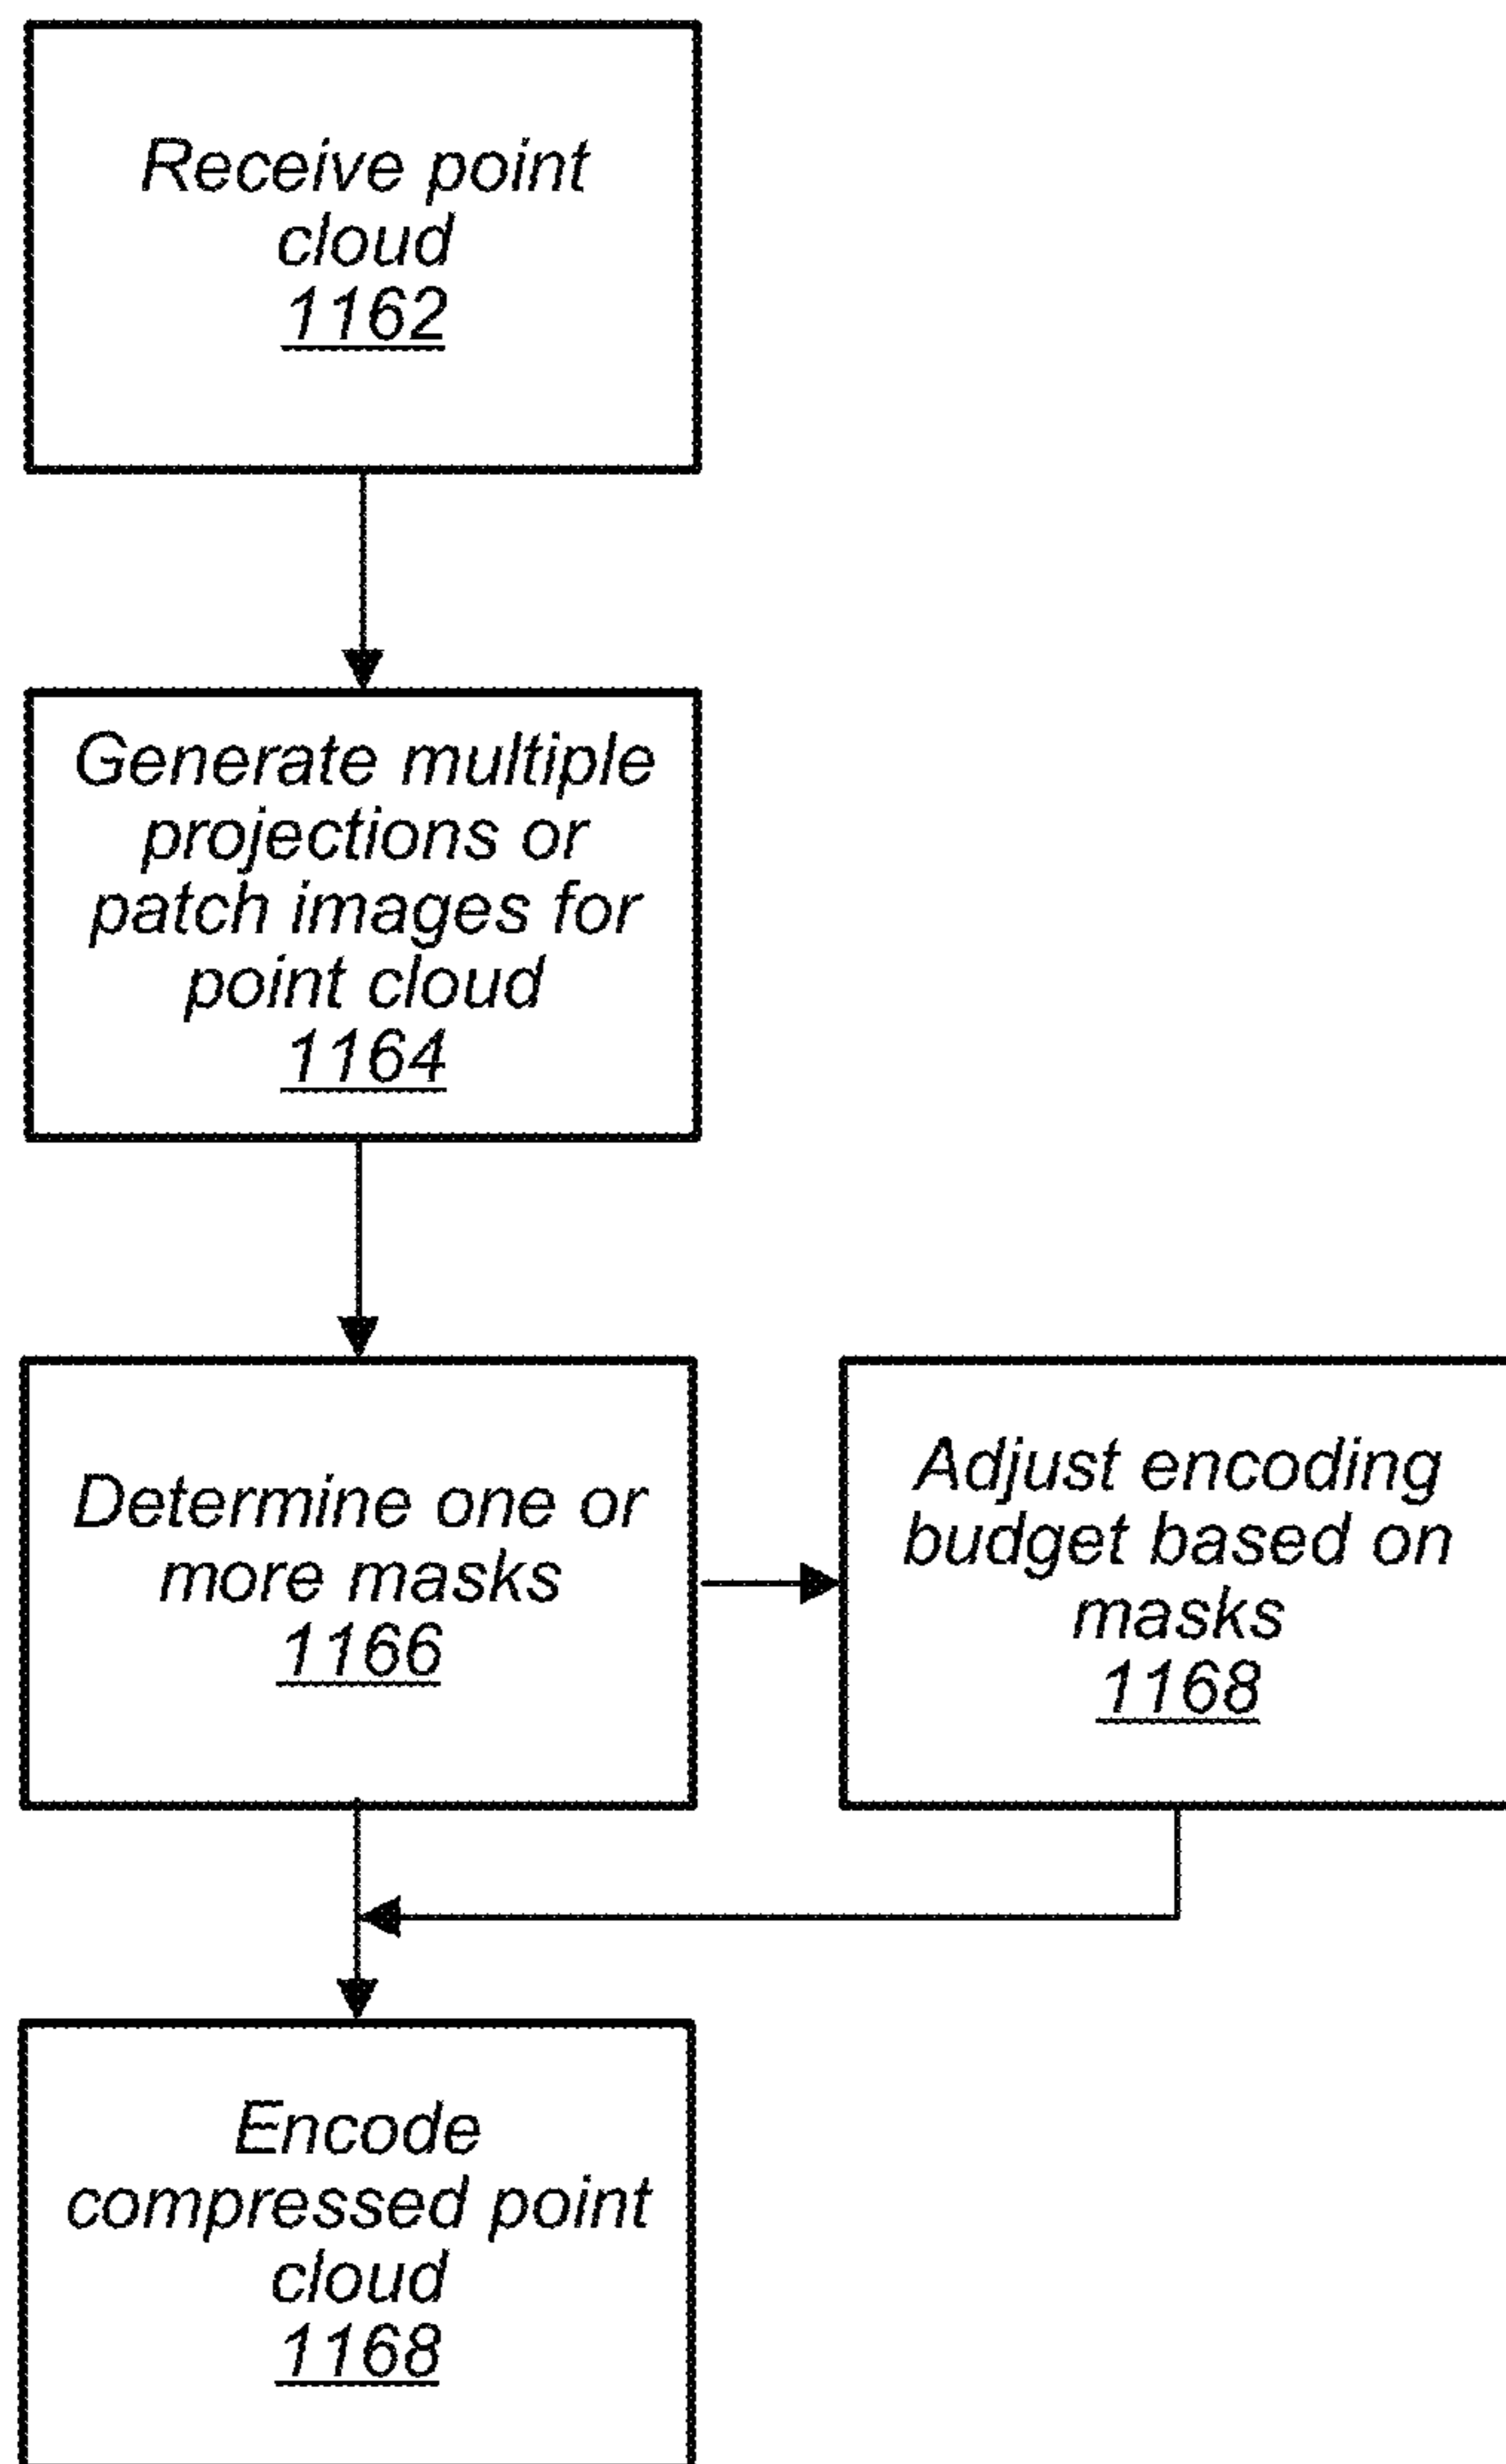 Receive point
cloud
1162
Generate multiple
projections or
patch images for
point cloud
1164
Determine one or
more masks
1166
Adjust encoding
budget based on
masks
1168
Encode
compressed point
cloud
1168